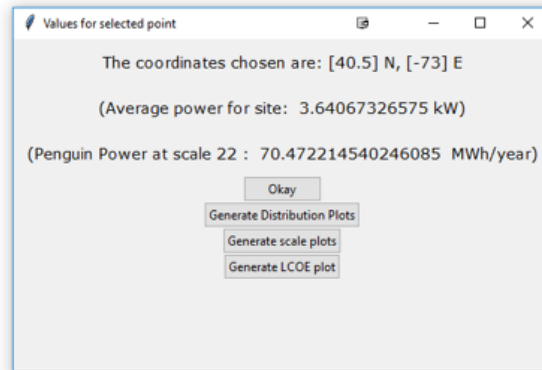 Values for selected point
The coordinates chosen are: [40.5] N, [-73] E
(Average power for site:  3.64067326575 kW)
(Penguin Power at scale 22 :  70.472214540246085  MWh/year)
Okay
Generate Distribution Plots
Generate scale plots
Generate LCOE plot